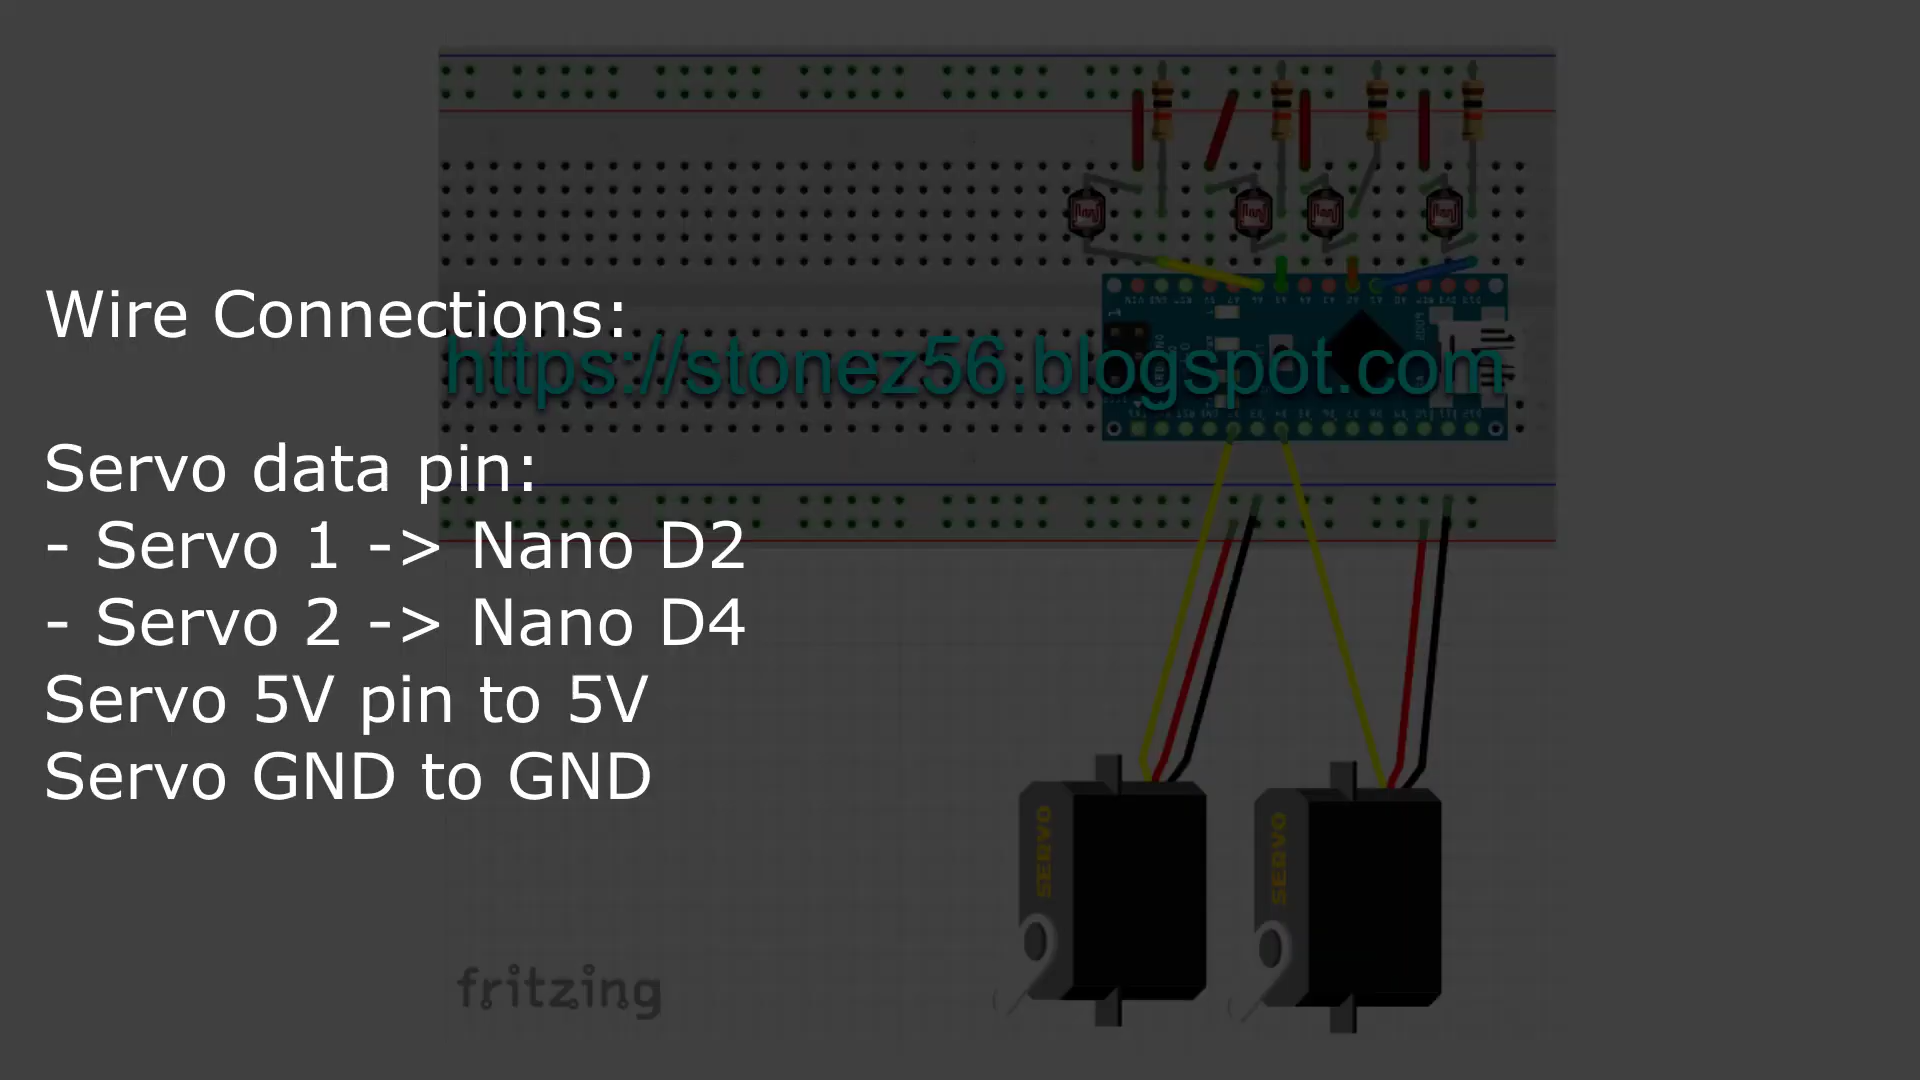 Wire Connections:
https://stonez56.blogspot.com
Servo data pin:
- Servo 1 -> Nano D2
- Servo 2 -> Nano D4
Servo 5V pin to 5V
Servo GND to GND
SERVO
SERVO
fritzing